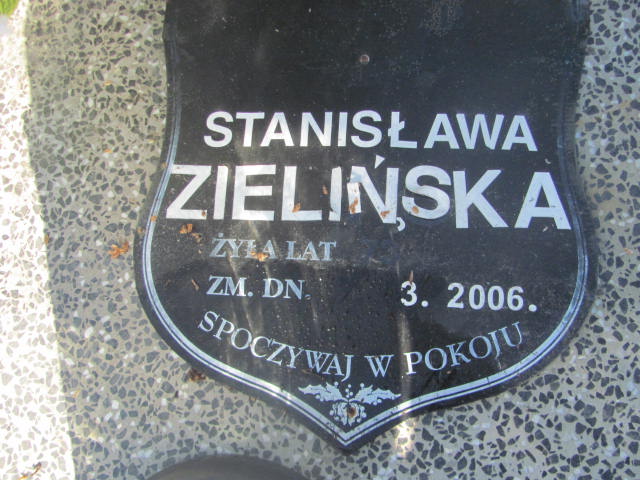 STANISŁAWA
ZIELIŃSKA
ŻYŁA LAT
ZM. DN 3. 2006.
SPOCZYWAJ W POKOJU